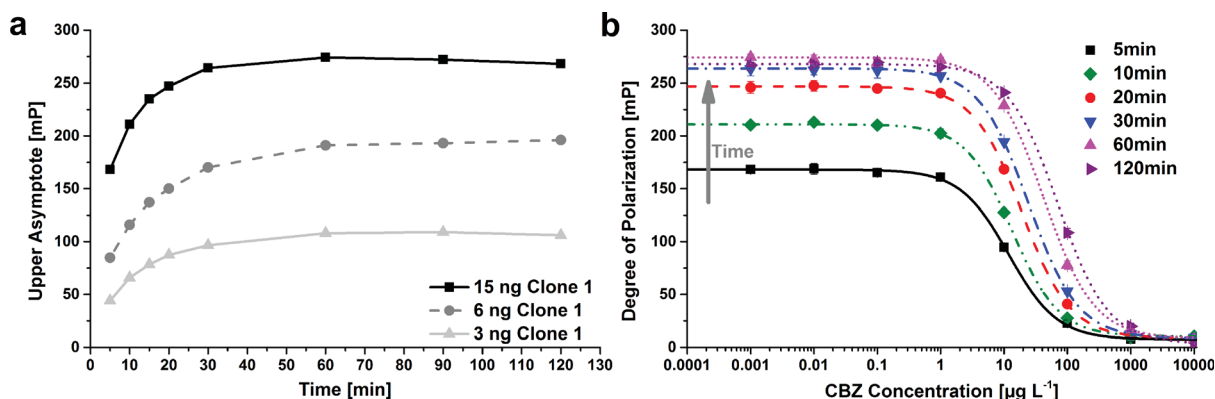 a
300
250
200
150
100
50
0
Upper Asymptote [mP]
15 ng Clone 1
6 ng Clone 1
3 ng Clone 1
0 10 20 30 40 50 60 70 80 90 100 110 120 130
Time [min]
b
300
250
200
150
100
50
0
Degree of Polarization [mP]
Time
5min
10min
20min
30min
60min
120min
0.0001 0.001 0.01 0.1 1 10 100 1000 10000
CBZ Concentration [µg L⁻¹]